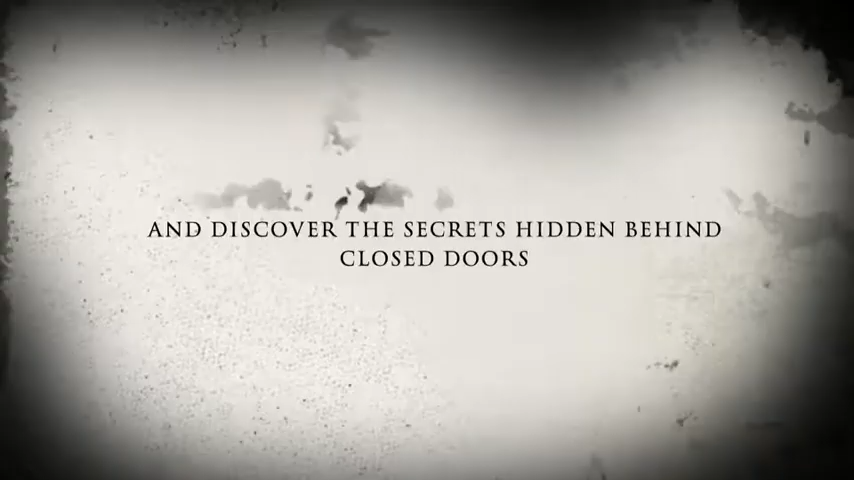 AND DISCOVER THE SECRETS HIDDEN BEHIND
CLOSED DOORS